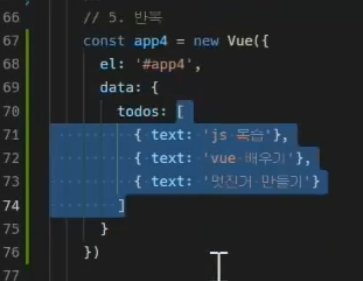 66 // 5. 반복
67 const app4 = new Vue({
68 el: '#app4',
69 data: {
70 todos: [
71 { text: 'js 복습'},
72 { text: 'vue 배우기'},
73 { text: '멋진거 만들기'}
74 ]
75 }
76 })
77